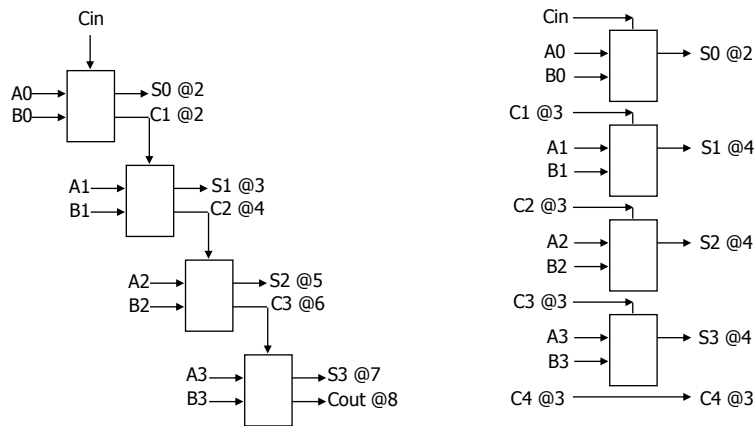 Cin
A0
B0
S0 @2
C1 @2
A1
B1
S1 @3
C2 @4
A2
B2
S2 @5
C3 @6
A3
B3
S3 @7
Cout @8
Cin
A0
B0
S0 @2
C1 @3
A1
B1
S1 @4
C2 @3
A2
B2
S2 @4
C3 @3
A3
B3
S3 @4
C4 @3
C4 @3